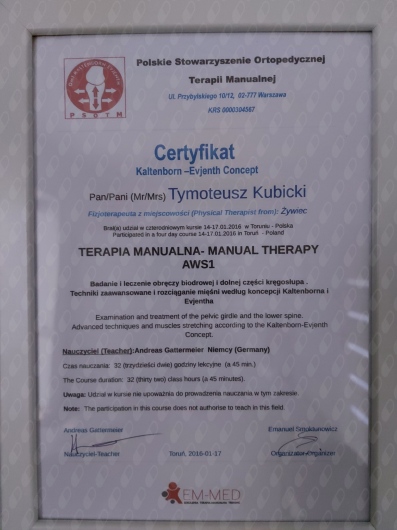 Polskie Stowarzyszenie Ortopedycznej
Terapii Manualnej
Ul. Przybylskiego 10/12, 02-777 Warszawa
KRS 0000304567
PSOTM
Certyfikat
Kaltenborn –Evjenth Concept
Pan/Pani (Mr/Mrs) Tymoteusz Kubicki
Fizjoterapeuta z miejscowości (Physical Therapist from): Żywiec
Brał(a) udział w czterodniowym kursie 14-17.01.2016 w Toruniu - Polska
Participated in a four day course 14-17.01.2016 in Toruń - Poland
TERAPIA MANUALNA- MANUAL THERAPY
AWS1
Badanie i leczenie obręczy biodrowej i dolnej części kręgosłupa .
Techniki zaawansowane i rozciąganie mięśni według koncepcji Kaltenborna i
Evjentha
Examination and treatment of the pelvic girdle and the lower spine.
Advanced techniques and muscles stretching according to the Kaltenborn-Evjenth
Concept.
Nauczyciel (Teacher):Andreas Gattermeier Niemcy (Germany)
Czas nauczania: 32 (trzydzieści dwie) godziny lekcyjne (a 45 min.)
The Course duration: 32 (thirty two) class hours (a 45 minutes).
Uwaga: Udział w kursie nie upoważnia do prowadzenia nauczania w tym zakresie.
Note: The participation in this course does not authorise to teach in this field.
Andreas Gattermeier
Emanuel
Nauczyciel-Teacher
Toruń, 2016-01-17
Organizator-Organizer
EM-MED